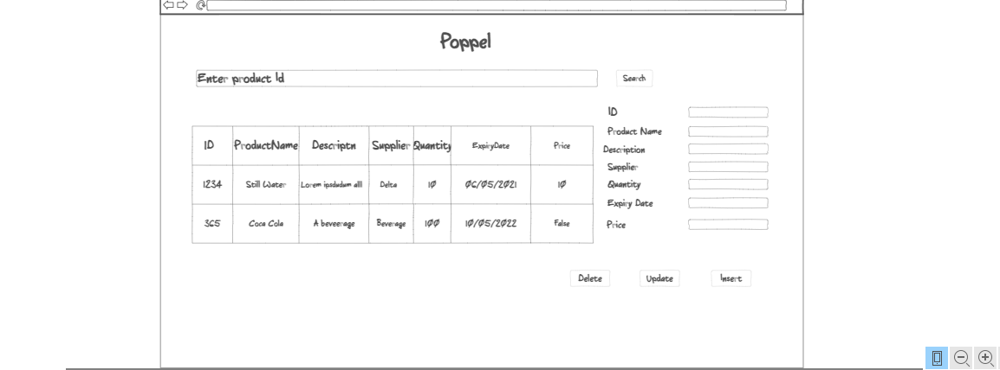 Poppel
Enter product Id
Search
ID ProductName Descriptn Supplier Quantity ExpiryDate Price
1234 Still Water Lorem ipsdudum alll Delta 10 06/05/2021 10
365 Coca Cola A beveerage Beverage 100 10/05/2022 False
ID
Product Name
Description
Supplier
Quantity
Expiry Date
Price
Delete Update Insert